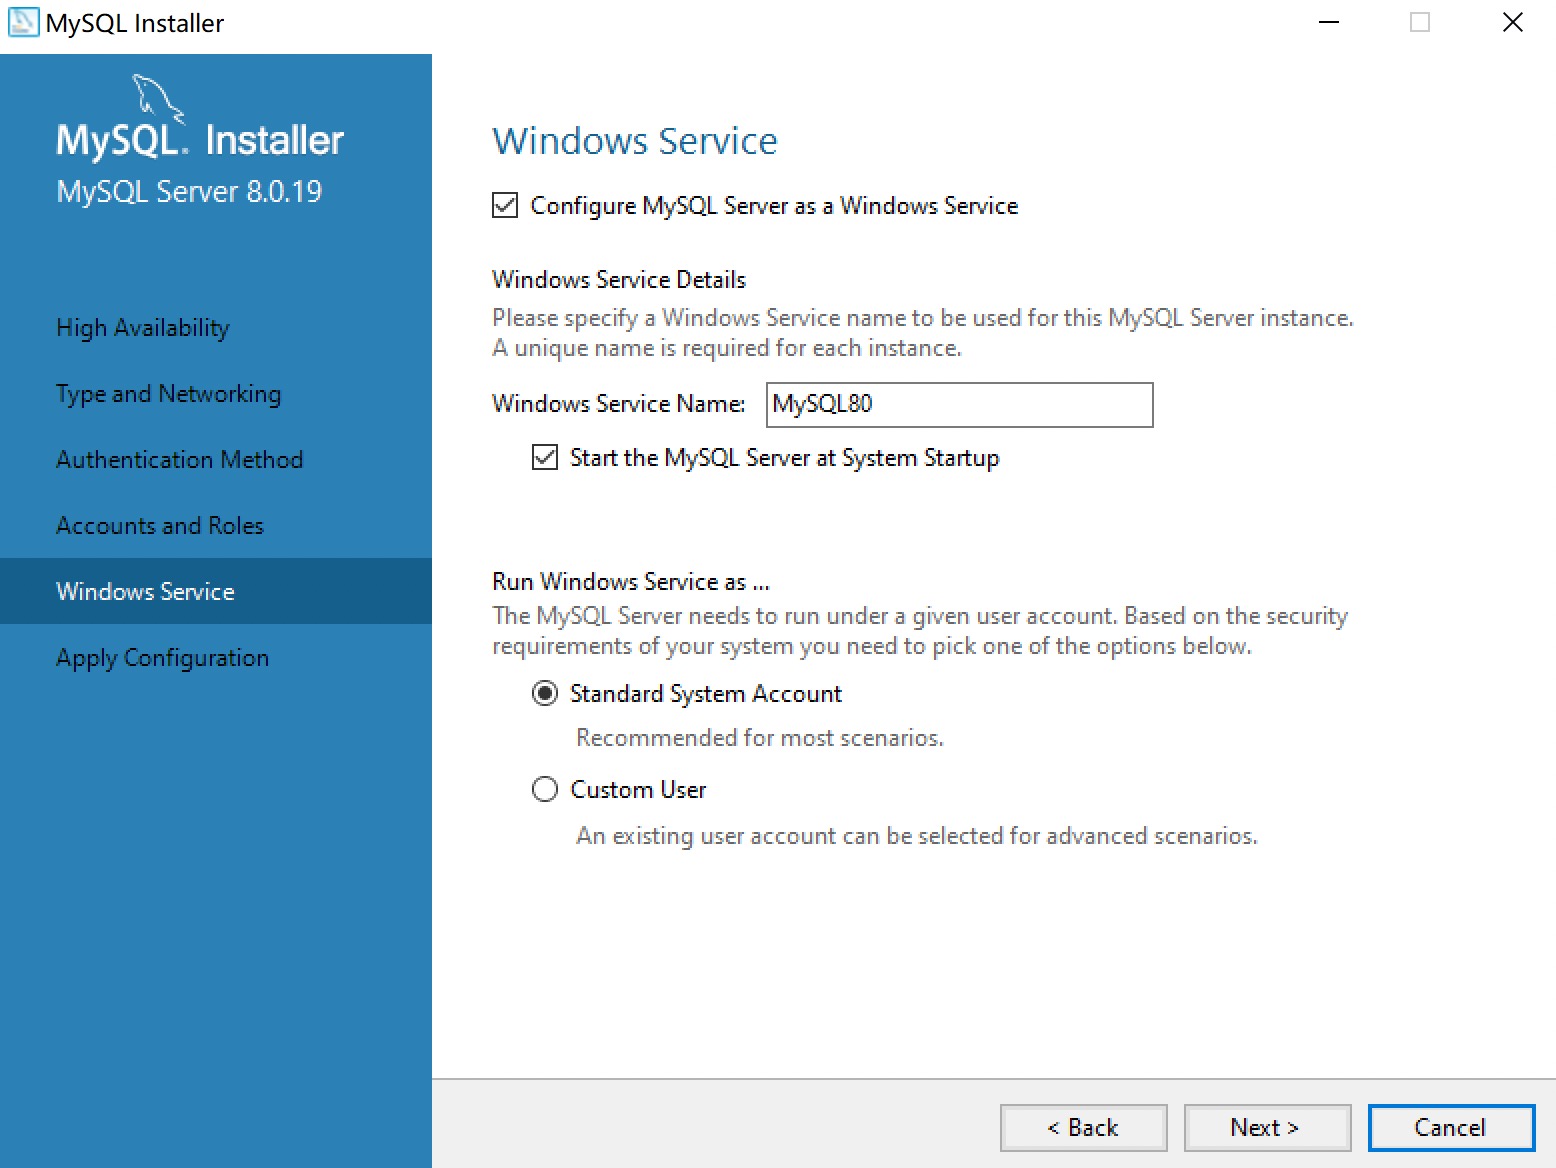 MySQL Installer
MySQL. Installer
MySQL Server 8.0.19
High Availability
Type and Networking
Authentication Method
Accounts and Roles
Windows Service
Apply Configuration
Windows Service
Configure MySQL Server as a Windows Service
Windows Service Details
Please specify a Windows Service name to be used for this MySQL Server instance.
A unique name is required for each instance.
Windows Service Name: MySQL80
Start the MySQL Server at System Startup
Run Windows Service as ...
The MySQL Server needs to run under a given user account. Based on the security
requirements of your system you need to pick one of the options below.
Standard System Account
Recommended for most scenarios.
Custom User
An existing user account can be selected for advanced scenarios.
< Back
Next >
Cancel